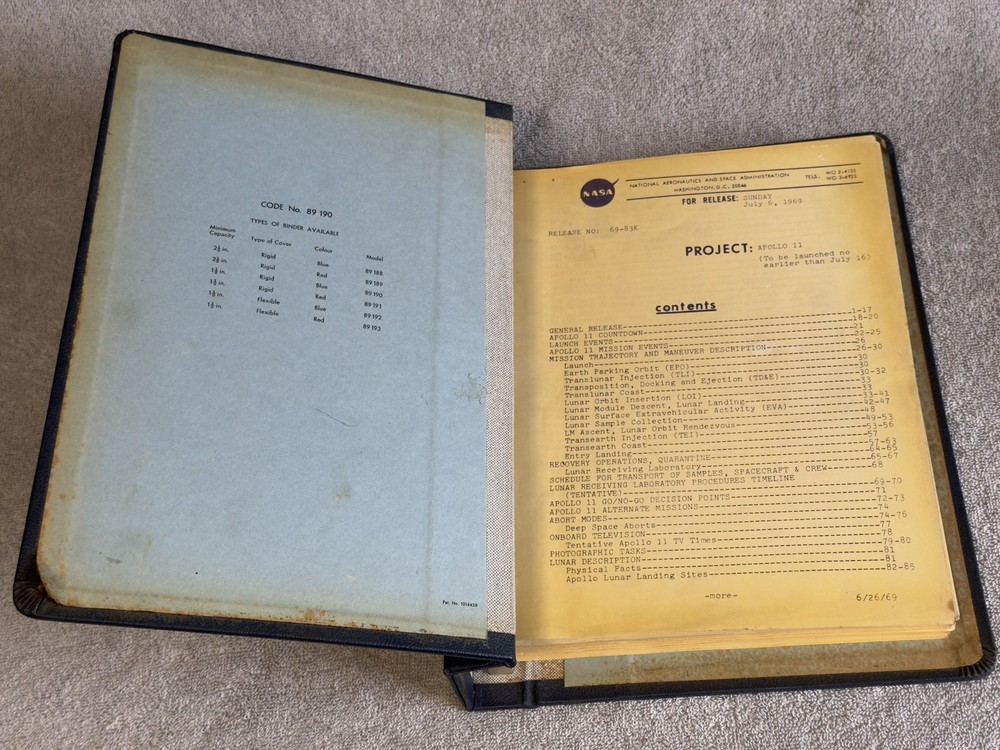 CODE No. 89 190
TYPES OF BINDER AVAILABLE
Minimum Capacity Type of Cover Colour Model
2½ in. Rigid Blue 89 188
2½ in. Rigid Red 89 189
1½ in. Rigid Blue 89 190
1½ in. Rigid Red 89 191
1½ in. Flexible Blue 89 192
1½ in. Flexible Red 89 193
Pat. No. 1016428
NASA
NATIONAL AERONAUTICS AND SPACE ADMINISTRATION TELS. WO 2-4155
WASHINGTON, D.C. 20546 WO 3-6925
FOR RELEASE: SUNDAY
July 6, 1969
RELEASE NO: 69-83K
PROJECT: APOLLO 11
(To be launched no
earlier than July 16)
contents
GENERAL RELEASE---1-17
APOLLO 11 COUNTDOWN---18-20
LAUNCH EVENTS---21
APOLLO 11 MISSION EVENTS---22-25
MISSION TRAJECTORY AND MANEUVER DESCRIPTION---26
Launch---26-30
Earth Parking Orbit (EPO)---30
Translunar Injection (TLI)---30
Transposition, Docking and Ejection (TD&E)---30-32
Translunar Coast---33
Lunar Orbit Insertion (LOI)---33
Lunar Module Descent, Lunar Landing---33-41
Lunar Surface Extravehicular Activity (EVA)---42-47
Lunar Sample Collection---48
LM Ascent, Lunar Orbit Rendezvous---49-53
Transearth Injection (TEI)---53-56
Transearth Coast---57
Entry Landing---57-63
RECOVERY OPERATIONS, QUARANTINE---64-65
Lunar Receiving Laboratory---65-67
SCHEDULE FOR TRANSPORT OF SAMPLES, SPACECRAFT & CREW---68
LUNAR RECEIVING LABORATORY PROCEDURES TIMELINE
(TENTATIVE)---69-70
APOLLO 11 GO/NO-GO DECISION POINTS---71
APOLLO 11 ALTERNATE MISSIONS---72-73
ABORT MODES---74
Deep Space Aborts---74-76
ONBOARD TELEVISION---77
Tentative Apollo 11 TV Times---78
PHOTOGRAPHIC TASKS---79-80
LUNAR DESCRIPTION---81
Physical Facts---81
Apollo Lunar Landing Sites---82-85
-more- 6/26/69